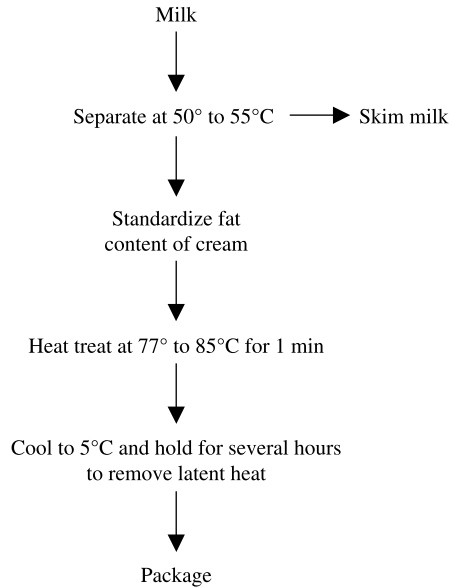 Milk
Separate at 50° to 55°C
Skim milk
Standardize fat
content of cream
Heat treat at 77° to 85°C for 1 min
Cool to 5°C and hold for several hours
to remove latent heat
Package